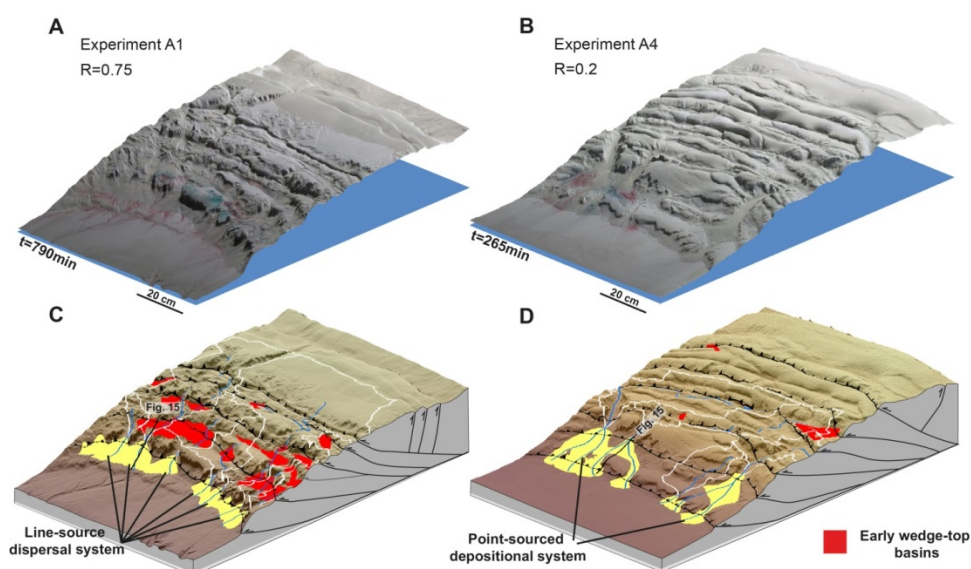 A
Experiment A1
R=0.75
t=790min
20 cm
B
Experiment A4
R=0.2
t=265min
20 cm
C
Fig. 15
Line-source
dispersal system
D
Fig. 15
Point-sourced
depositional system
Early wedge-top
basins